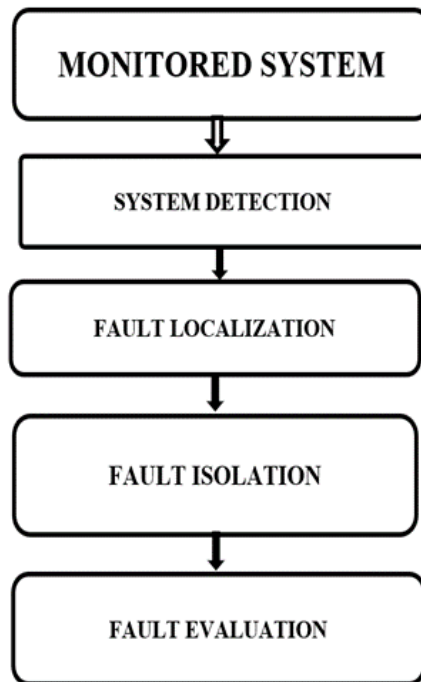 MONITORED SYSTEM
SYSTEM DETECTION
FAULT LOCALIZATION
FAULT ISOLATION
FAULT EVALUATION